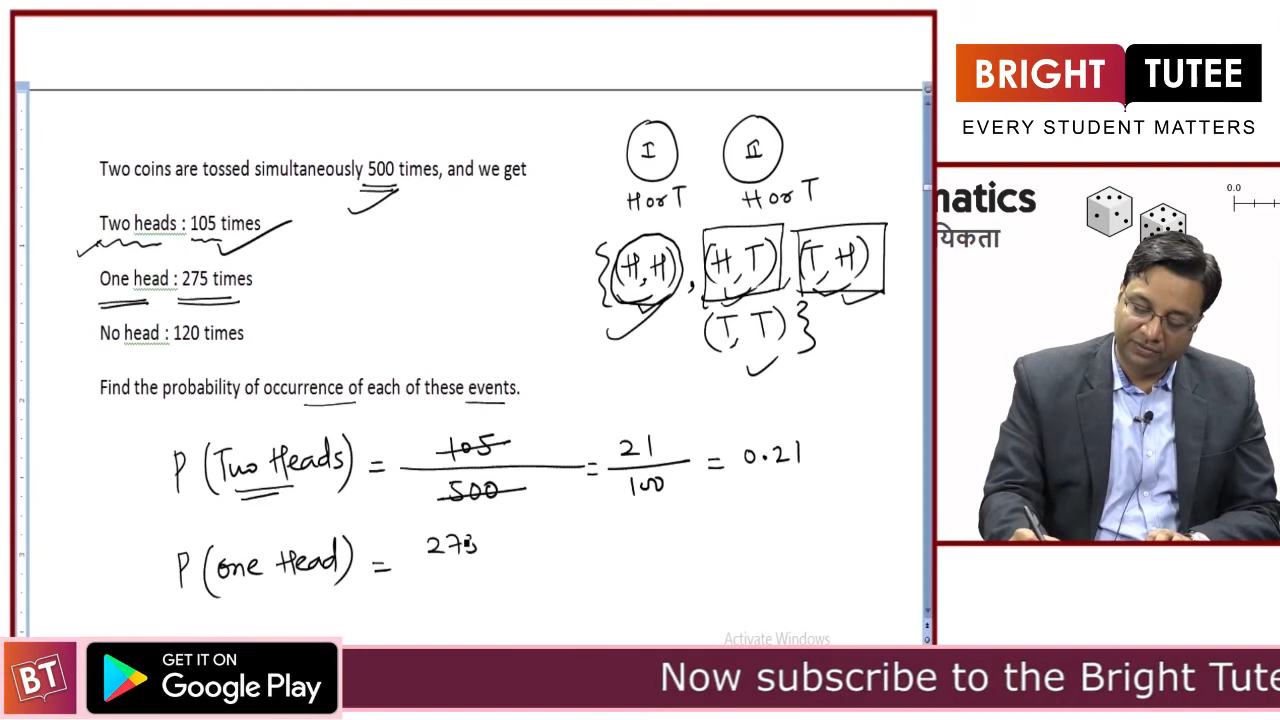 BRIGHT TUTEE
EVERY STUDENT MATTERS
Two coins are tossed simultaneously 500 times, and we get
Two heads : 105 times
One head : 275 times
No head : 120 times
Find the probability of occurrence of each of these events.
I II
H or T H or T
{(H, H), (H, T), (T, H)
(T, T)}
P (Two Heads) = 105/500 = 21/100 = 0.21
P (one Head) = 275
matics
0.0
Activate Windows
BT
GET IT ON
Google Play
Now subscribe to the Bright Tute